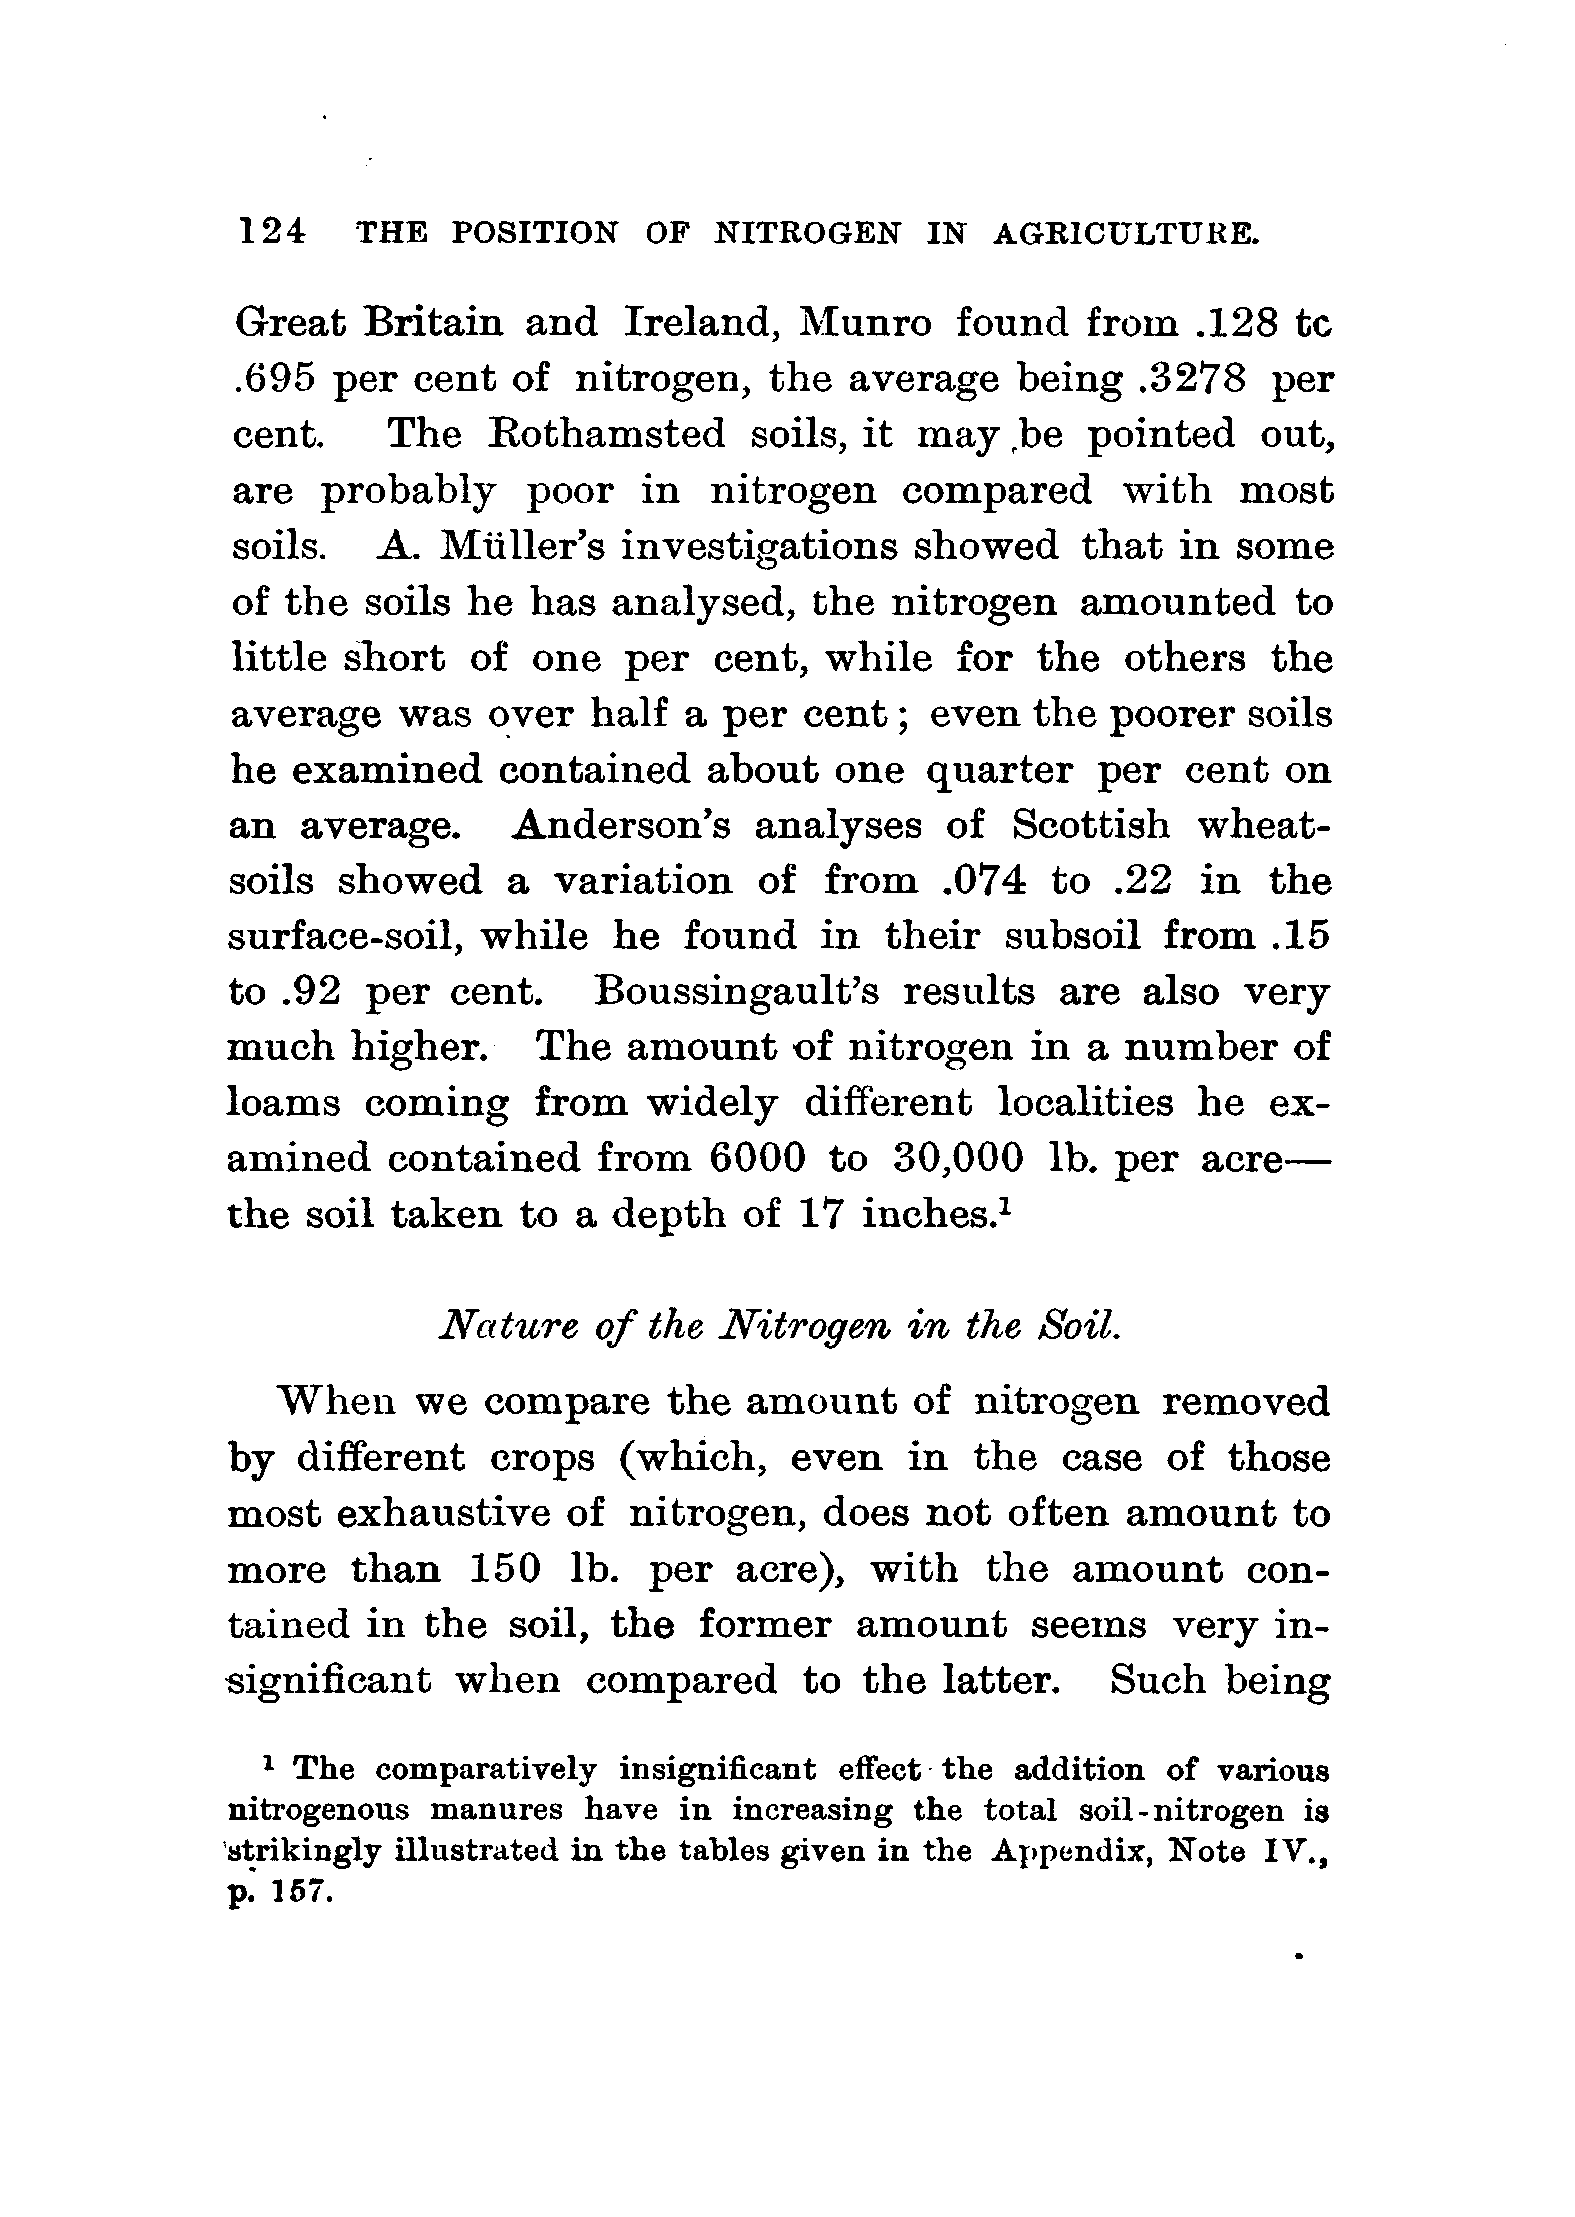 124 THE POSITION OF NITROGEN IN AGRICULTURE.
Great Britain and Ireland, Munro found from .128 to
.695 per cent of nitrogen, the average being .3278 per
cent. The Rothamsted soils, it may be pointed out,
are probably poor in nitrogen compared with most
soils. A. Müller's investigations showed that in some
of the soils he has analysed, the nitrogen amounted to
little short of one per cent, while for the others the
average was over half a per cent; even the poorer soils
he examined contained about one quarter per cent on
an average. Anderson's analyses of Scottish wheat-
soils showed a variation of from .074 to .22 in the
surface-soil, while he found in their subsoil from .15
to .92 per cent. Boussingault's results are also very
much higher. The amount of nitrogen in a number of
loams coming from widely different localities he ex-
amined contained from 6000 to 30,000 lb. per acre—
the soil taken to a depth of 17 inches.¹
Nature of the Nitrogen in the Soil.
When we compare the amount of nitrogen removed
by different crops (which, even in the case of those
most exhaustive of nitrogen, does not often amount to
more than 150 lb. per acre), with the amount con-
tained in the soil, the former amount seems very in-
significant when compared to the latter. Such being
¹ The comparatively insignificant effect the addition of various
nitrogenous manures have in increasing the total soil-nitrogen is
strikingly illustrated in the tables given in the Appendix, Note IV.,
p. 157.